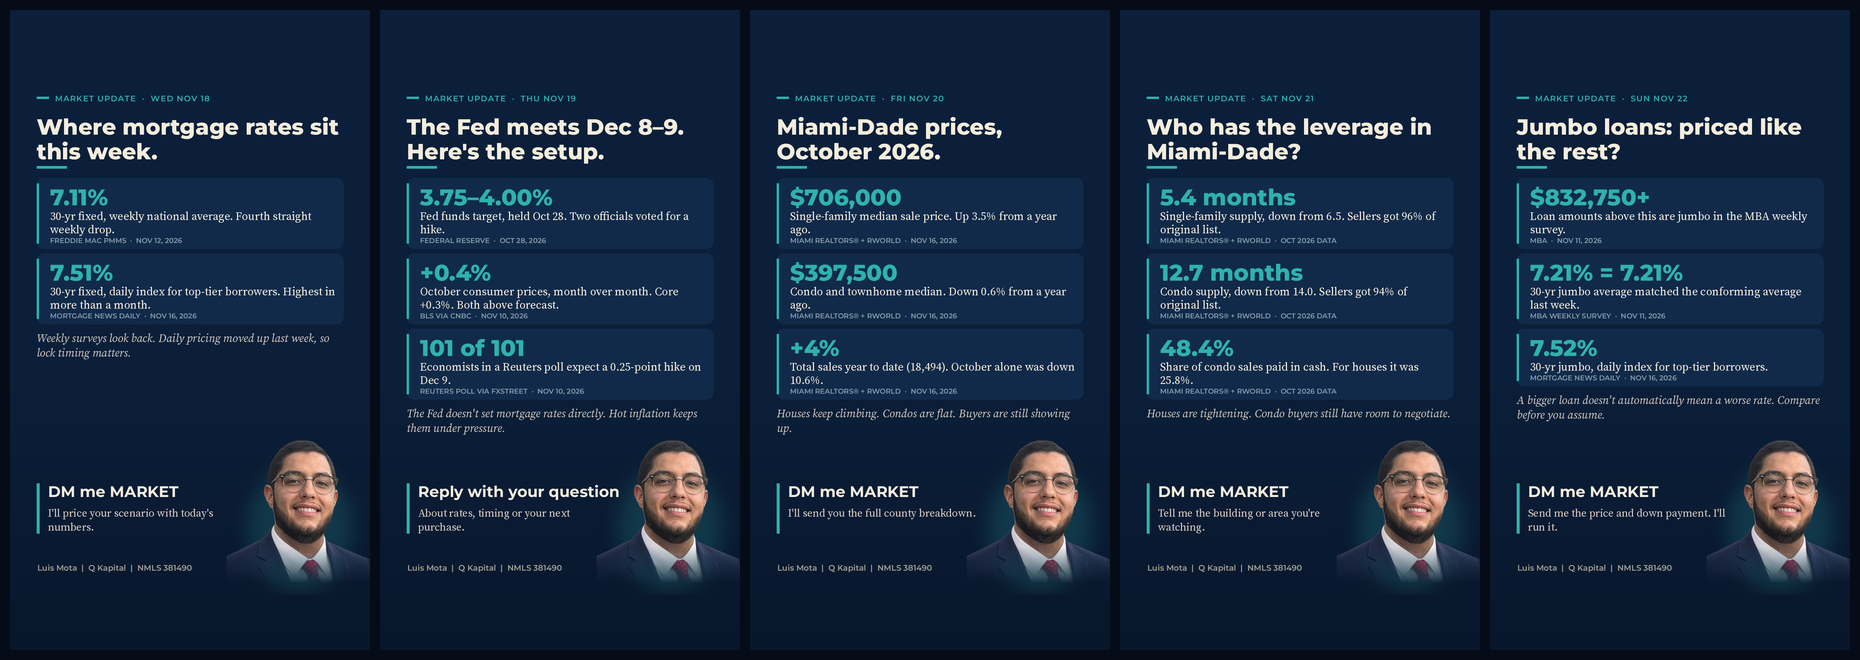 MARKET UPDATE · WED NOV 18
Where mortgage rates sit
this week.
7.11%
30-yr fixed, weekly national average. Fourth straight
weekly drop.
FREDDIE MAC PMMS · NOV 12, 2026
7.51%
30-yr fixed, daily index for top-tier borrowers. Highest in
more than a month.
MORTGAGE NEWS DAILY · NOV 16, 2026
Weekly surveys look back. Daily pricing moved up last week, so
lock timing matters.
DM me MARKET
I'll price your scenario with today's
numbers.
Luis Mota | Q Kapital | NMLS 381490
MARKET UPDATE · THU NOV 19
The Fed meets Dec 8–9.
Here's the setup.
3.75–4.00%
Fed funds target, held Oct 28. Two officials voted for a
hike.
FEDERAL RESERVE · OCT 28, 2026
+0.4%
October consumer prices, month over month. Core
+0.3%. Both above forecast.
BLS VIA CNBC · NOV 10, 2026
101 of 101
Economists in a Reuters poll expect a 0.25-point hike on
Dec 9.
REUTERS POLL VIA FXSTREET · NOV 10, 2026
The Fed doesn't set mortgage rates directly. Hot inflation keeps
them under pressure.
Reply with your question
About rates, timing or your next
purchase.
Luis Mota | Q Kapital | NMLS 381490
MARKET UPDATE · FRI NOV 20
Miami-Dade prices,
October 2026.
$706,000
Single-family median sale price. Up 3.5% from a year
ago.
MIAMI REALTORS® + RWORLD · NOV 16, 2026
$397,500
Condo and townhome median. Down 0.6% from a year
ago.
MIAMI REALTORS® + RWORLD · NOV 16, 2026
+4%
Total sales year to date (18,494). October alone was down
10.6%.
MIAMI REALTORS® + RWORLD · NOV 16, 2026
Houses keep climbing. Condos are flat. Buyers are still showing
up.
DM me MARKET
I'll send you the full county breakdown.
Luis Mota | Q Kapital | NMLS 381490
MARKET UPDATE · SAT NOV 21
Who has the leverage in
Miami-Dade?
5.4 months
Single-family supply, down from 6.5. Sellers got 96% of
original list.
MIAMI REALTORS® + RWORLD · OCT 2026 DATA
12.7 months
Condo supply, down from 14.0. Sellers got 94% of
original list.
MIAMI REALTORS® + RWORLD · OCT 2026 DATA
48.4%
Share of condo sales paid in cash. For houses it was
25.8%.
MIAMI REALTORS® + RWORLD · OCT 2026 DATA
Houses are tightening. Condo buyers still have room to negotiate.
DM me MARKET
Tell me the building or area you're
watching.
Luis Mota | Q Kapital | NMLS 381490
MARKET UPDATE · SUN NOV 22
Jumbo loans: priced like
the rest?
$832,750+
Loan amounts above this are jumbo in the MBA weekly
survey.
MBA · NOV 11, 2026
7.21% = 7.21%
30-yr jumbo average matched the conforming average
last week.
MBA WEEKLY SURVEY · NOV 11, 2026
7.52%
30-yr jumbo, daily index for top-tier borrowers.
MORTGAGE NEWS DAILY · NOV 16, 2026
A bigger loan doesn't automatically mean a worse rate. Compare
before you assume.
DM me MARKET
Send me the price and down payment. I'll
run it.
Luis Mota | Q Kapital | NMLS 381490